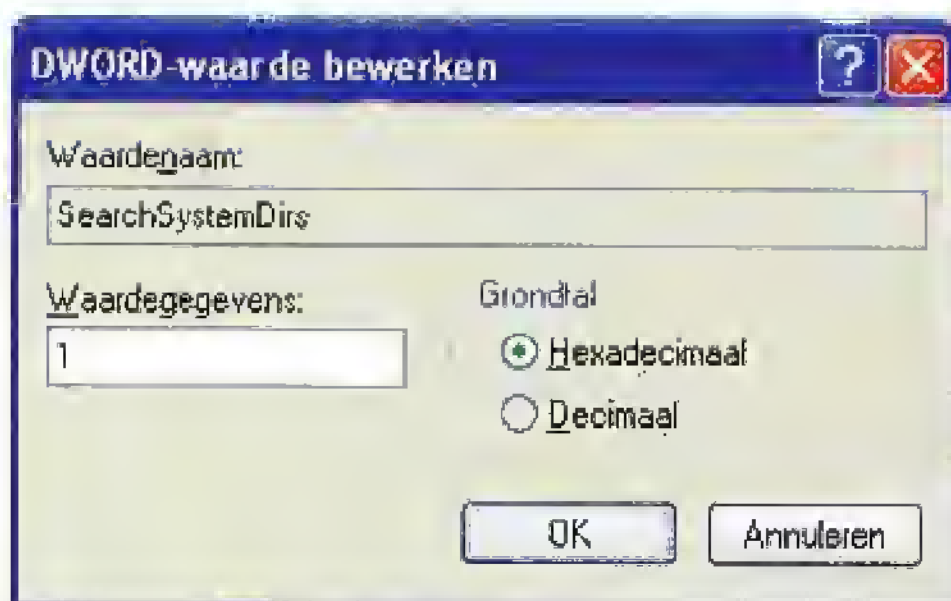 DWORD-waarde bewerken
Waardenaam:
SearchSystemDirs
Waardegegevens:
1
Grondtal
Hexadecimaal
Decimaal
OK
Annuleren